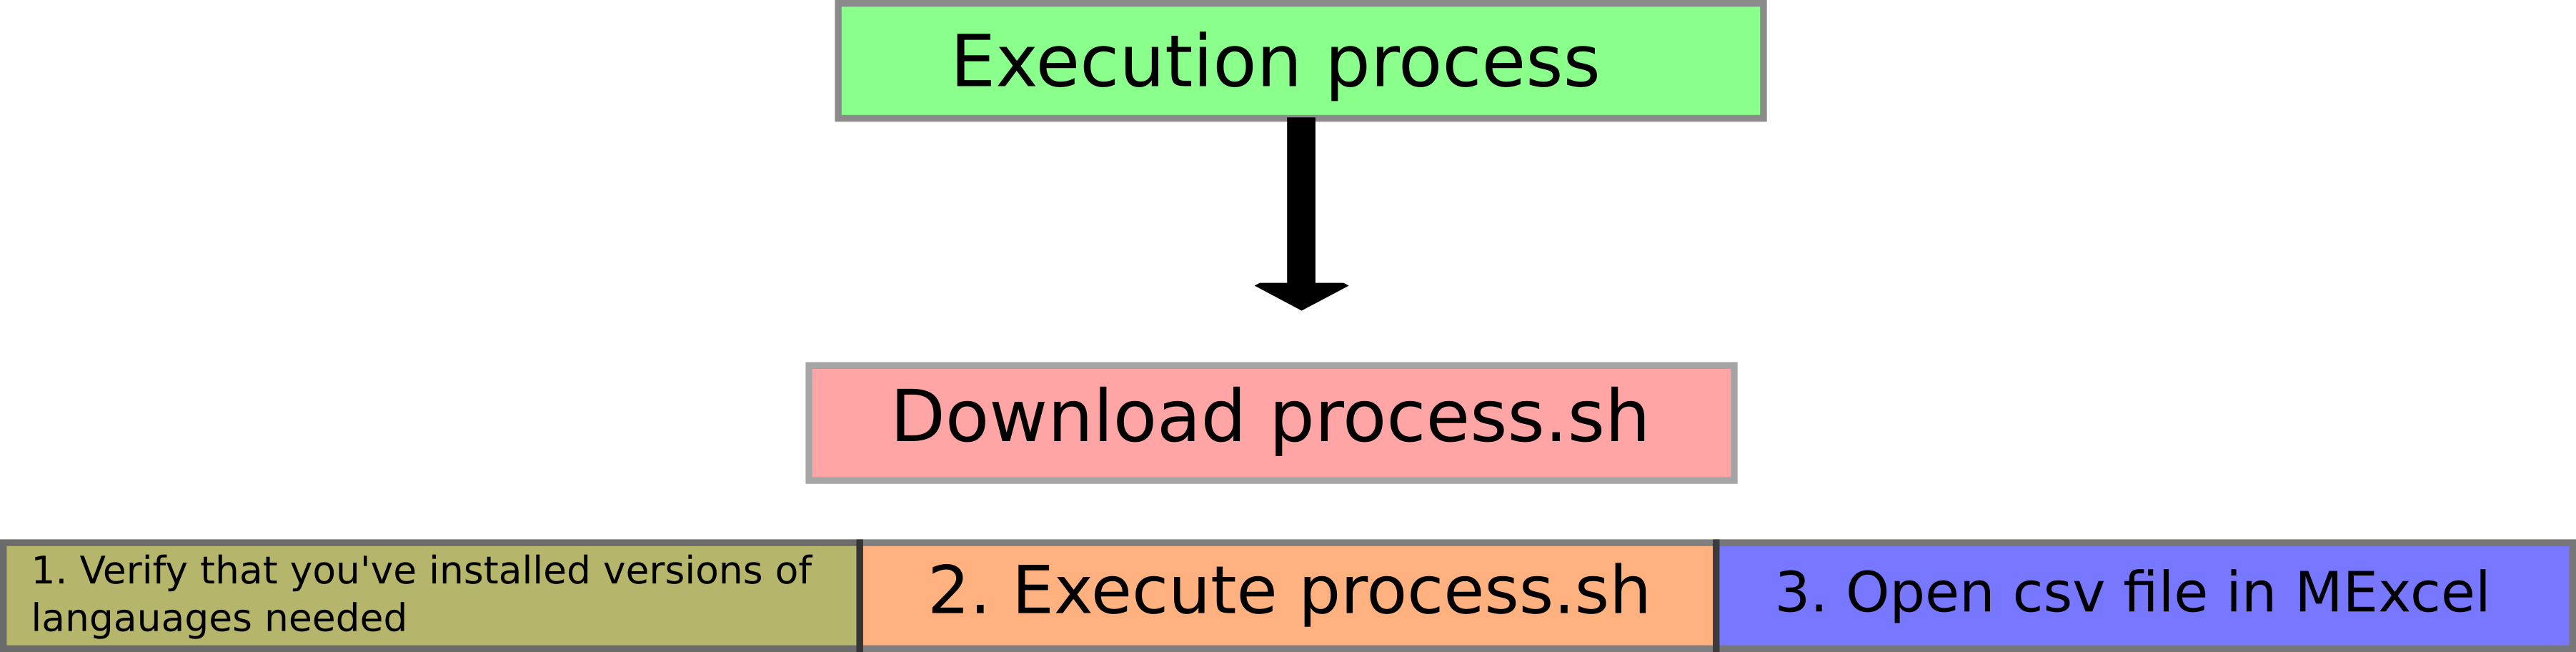 Execution process
Download process.sh
1. Verify that you've installed versions of
langauages needed
2. Execute process.sh
3. Open csv file in MExcel